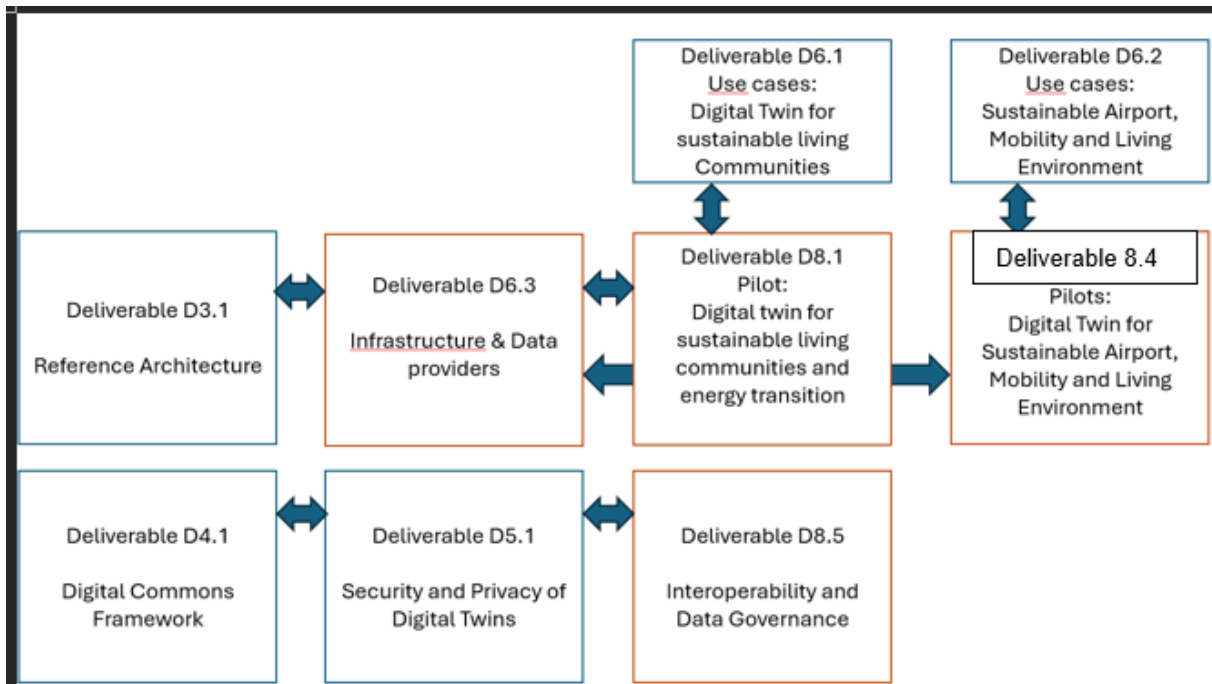 Deliverable D6.1
Use cases:
Digital Twin for
sustainable living
Communities
Deliverable D6.2
Use cases:
Sustainable Airport,
Mobility and Living
Environment
Deliverable D3.1
Reference Architecture
Deliverable D6.3
Infrastructure & Data
providers
Deliverable D8.1
Pilot:
Digital twin for
sustainable living
communities and
energy transition
Deliverable 8.4
Pilots:
Digital Twin for
Sustainable Airport,
Mobility and Living
Environment
Deliverable D4.1
Digital Commons
Framework
Deliverable D5.1
Security and Privacy of
Digital Twins
Deliverable D8.5
Interoperability and
Data Governance